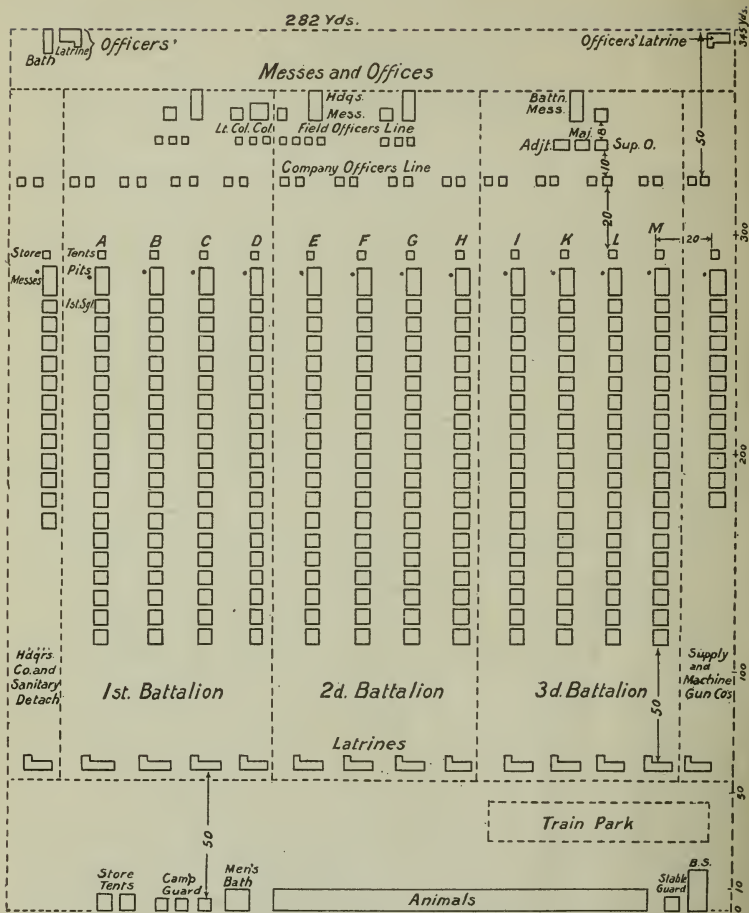 282 Yds.
345 Yds.
Bath
Latrine
Officers'
Officers' Latrine
Messes and Offices
Hdqs.
Mess.
Battn.
Mess.
50
Lt. Col. Col.
Field Officers Line
Adjt.
Maj.
8
Sup. O.
10
Company Officers Line
20
300
Store
Tents
A
B
C
D
E
F
G
H
I
K
L
M
20
Messes
Pits
1st. Sgt.
200
Hdqrs.
Co. and
Sanitary
Detach
1st. Battalion
2d. Battalion
3d. Battalion
Supply
and
Machine
Gun Cos
100
50
Latrines
50
50
Train Park
Store
Tents
Camp
Guard
Men's
Bath
Animals
Stable
Guard
B.S.
10
0